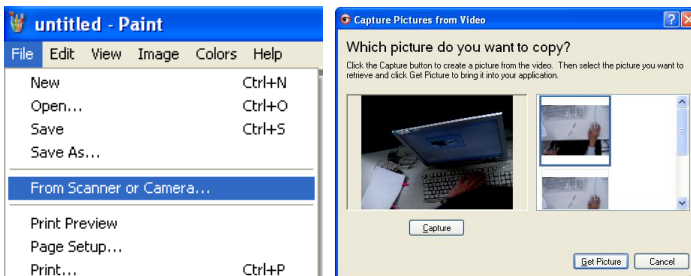 untitled - Paint
File Edit View Image Colors Help
New Ctrl+N
Open... Ctrl+O
Save Ctrl+S
Save As...
From Scanner or Camera...
Print Preview
Page Setup...
Print... Ctrl+P
Capture Pictures from Video
Which picture do you want to copy?
Click the Capture button to create a picture from the video. Then select the picture you want to
retrieve and click Get Picture to bring it into your application.
Capture
Get Picture Cancel